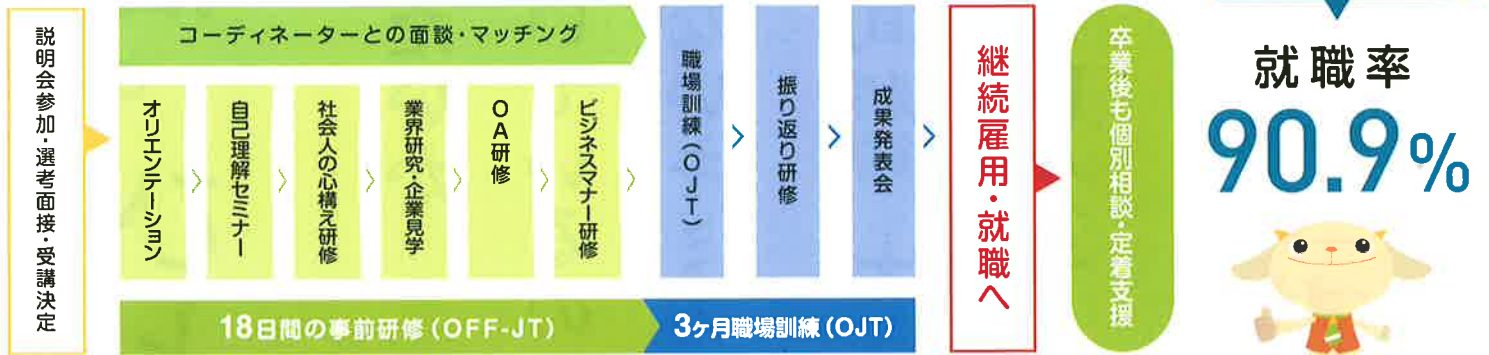 説明会参加・選考面接・受講決定
コーディネーターとの面談・マッチング
オリエンテーション
自己理解セミナー
社会人の心構え研修
業界研究・企業見学
OA研修
ビジネスマナー研修
18日間の事前研修(OFF-JT)
職場訓練(OJT)
振り返り研修
成果発表会
3ヶ月職場訓練(OJT)
継続雇用・就職へ
卒業後も個別相談・定着支援
就職率
90.9%